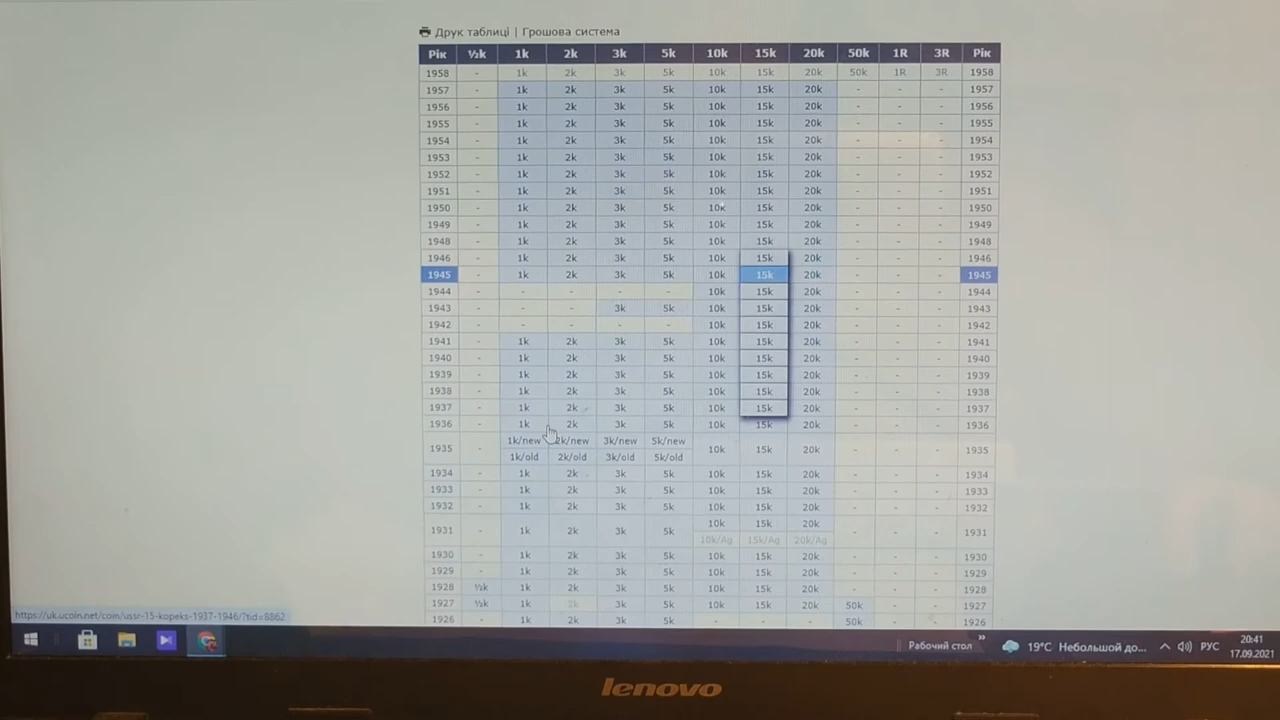 Друк таблиці | Грошова система
Рік ½k 1k 2k 3k 5k 10k 15k 20k 50k 1R 3R Рік
1958 - 1k 2k 3k 5k 10k 15k 20k 50k 1R 3R 1958
1957 - 1k 2k 3k 5k 10k 15k 20k - - - 1957
1956 - 1k 2k 3k 5k 10k 15k 20k - - - 1956
1955 - 1k 2k 3k 5k 10k 15k 20k - - - 1955
1954 - 1k 2k 3k 5k 10k 15k 20k - - - 1954
1953 - 1k 2k 3k 5k 10k 15k 20k - - - 1953
1952 - 1k 2k 3k 5k 10k 15k 20k - - - 1952
1951 - 1k 2k 3k 5k 10k 15k 20k - - - 1951
1950 - 1k 2k 3k 5k 10k 15k 20k - - - 1950
1949 - 1k 2k 3k 5k 10k 15k 20k - - - 1949
1948 - 1k 2k 3k 5k 10k 15k 20k - - - 1948
1946 - 1k 2k 3k 5k 10k 15k 20k - - - 1946
1945 - 1k 2k 3k 5k 10k 15k 20k - - - 1945
1944 - - - - - 10k 15k 20k - - - 1944
1943 - - - 3k 5k 10k 15k 20k - - - 1943
1942 - - - - - 10k 15k 20k - - - 1942
1941 - 1k 2k 3k 5k 10k 15k 20k - - - 1941
1940 - 1k 2k 3k 5k 10k 15k 20k - - - 1940
1939 - 1k 2k 3k 5k 10k 15k 20k - - - 1939
1938 - 1k 2k 3k 5k 10k 15k 20k - - - 1938
1937 - 1k 2k 3k 5k 10k 15k 20k - - - 1937
1936 - 1k 2k 3k 5k 10k 15k 20k - - - 1936
1k/new 2k/new 3k/new 5k/new
1935 - 10k 15k 20k - - - 1935
1k/old 2k/old 3k/old 5k/old
1934 - 1k 2k 3k 5k 10k 15k 20k - - - 1934
1933 - 1k 2k 3k 5k 10k 15k 20k - - - 1933
1932 - 1k 2k 3k 5k 10k 15k 20k - - - 1932
10k 15k 20k
1931 - 1k 2k 3k 5k - - - 1931
10k/Ag 15k/Ag 20k/Ag
1930 - 1k 2k 3k 5k 10k 15k 20k - - - 1930
1929 - 1k 2k 3k 5k 10k 15k 20k - - - 1929
1928 ½k 1k 2k 3k 5k 10k 15k 20k - - - 1928
1927 ½k 1k 2k 3k 5k 10k 15k 20k 50k - - 1927
1926 - 1k 2k 3k 5k - - - 50k - - 1926
https://uk.ucoin.net/coin/ussr-15-kopeks-1937-1946/?tid=8862
Рабочий стол » 19°C Небольшой до... РУС 20:41
17.09.2021
lenovo